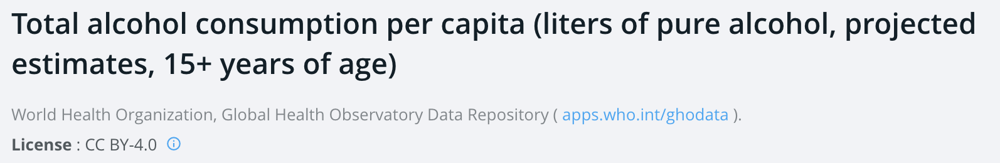 Total alcohol consumption per capita (liters of pure alcohol, projected
estimates, 15+ years of age)
World Health Organization, Global Health Observatory Data Repository ( apps.who.int/ghodata ).
License : CC BY-4.0